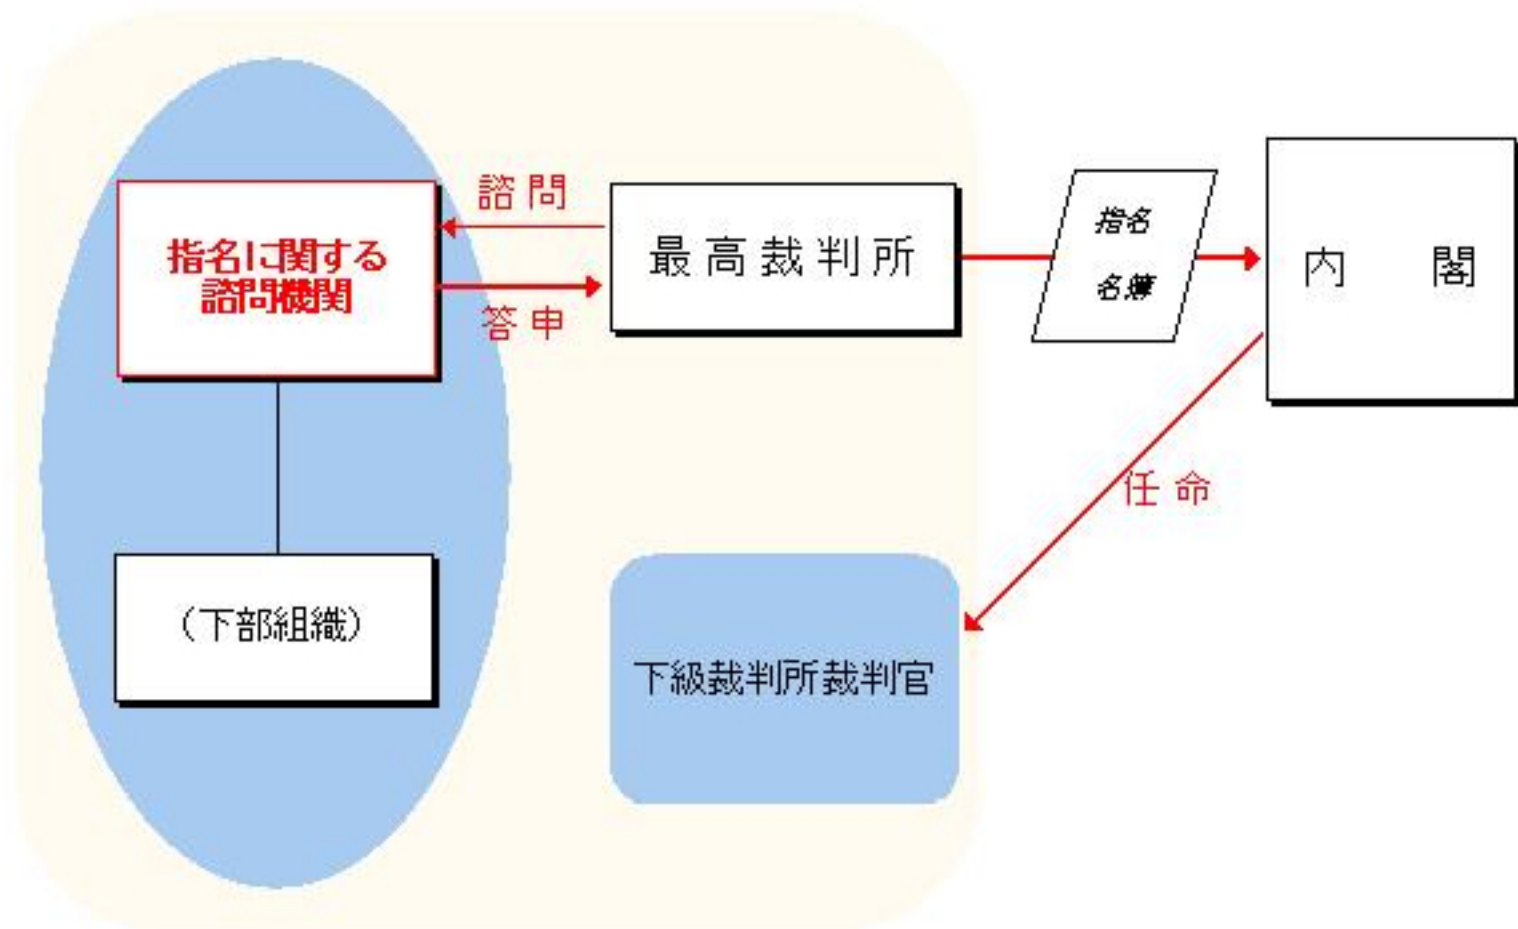 諮問
指名に関する
諮問機関
最高裁判所
指名
名簿
内閣
答申
任命
(下部組織)
下級裁判所裁判官